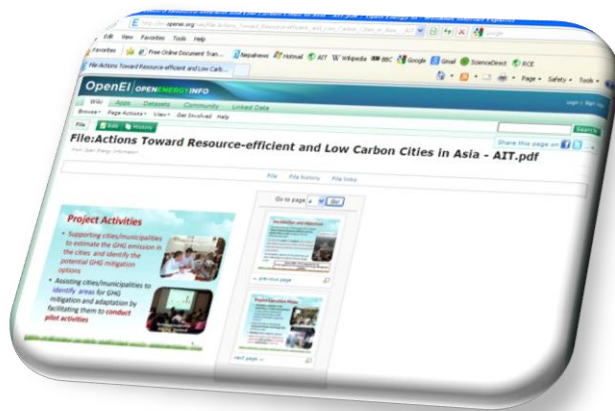 Edit View Favorites Tools Help
Favorites Free Online Document Tran... Nepalnews Hotmail AIT Wikipedia BBC Google Gmail ScienceDirect RCE
File:Actions Toward Resource-efficient and Low Carb...
Page Safety Tools
OpenEI OPENENERGYINFO
Login | Sign Up
Wiki Apps Datasets Community Linked Data
Browse Page Actions View Get Involved Help
Search
File Edit History
Share this page on
File:Actions Toward Resource-efficient and Low Carbon Cities in Asia - AIT.pdf
From Open Energy Information
File File history File links
Go to page Go!
Project Activities
• Supporting cities/municipalities
to estimate the GHG emission in
the cities and identify the
potential GHG mitigation
options
• Assisting cities/municipalities to
identify areas for GHG
mitigation and adaptation by
facilitating them to conduct
pilot activities
← previous page
next page →